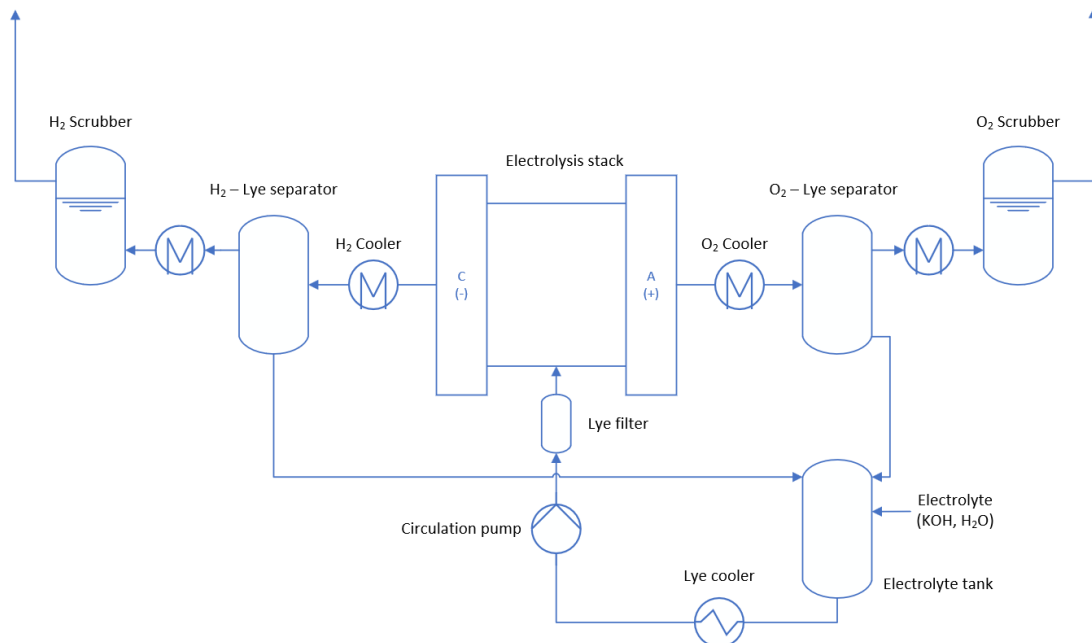 H₂ Scrubber
O₂ Scrubber
Electrolysis stack
H₂ – Lye separator
O₂ – Lye separator
H₂ Cooler
O₂ Cooler
C
(-)
A
(+)
Lye filter
Electrolyte
(KOH, H₂O)
Circulation pump
Lye cooler
Electrolyte tank